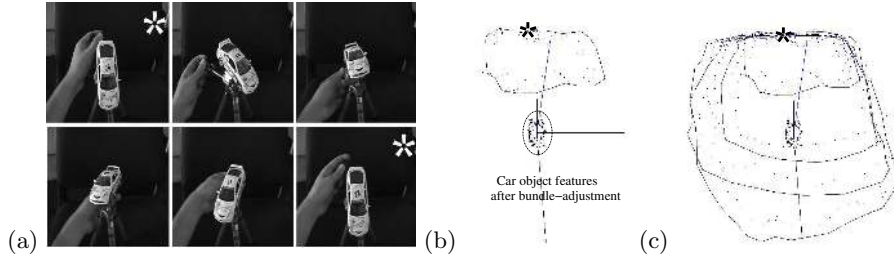 (a)
(b)
Car object features
after bundle−adjustment
(c)